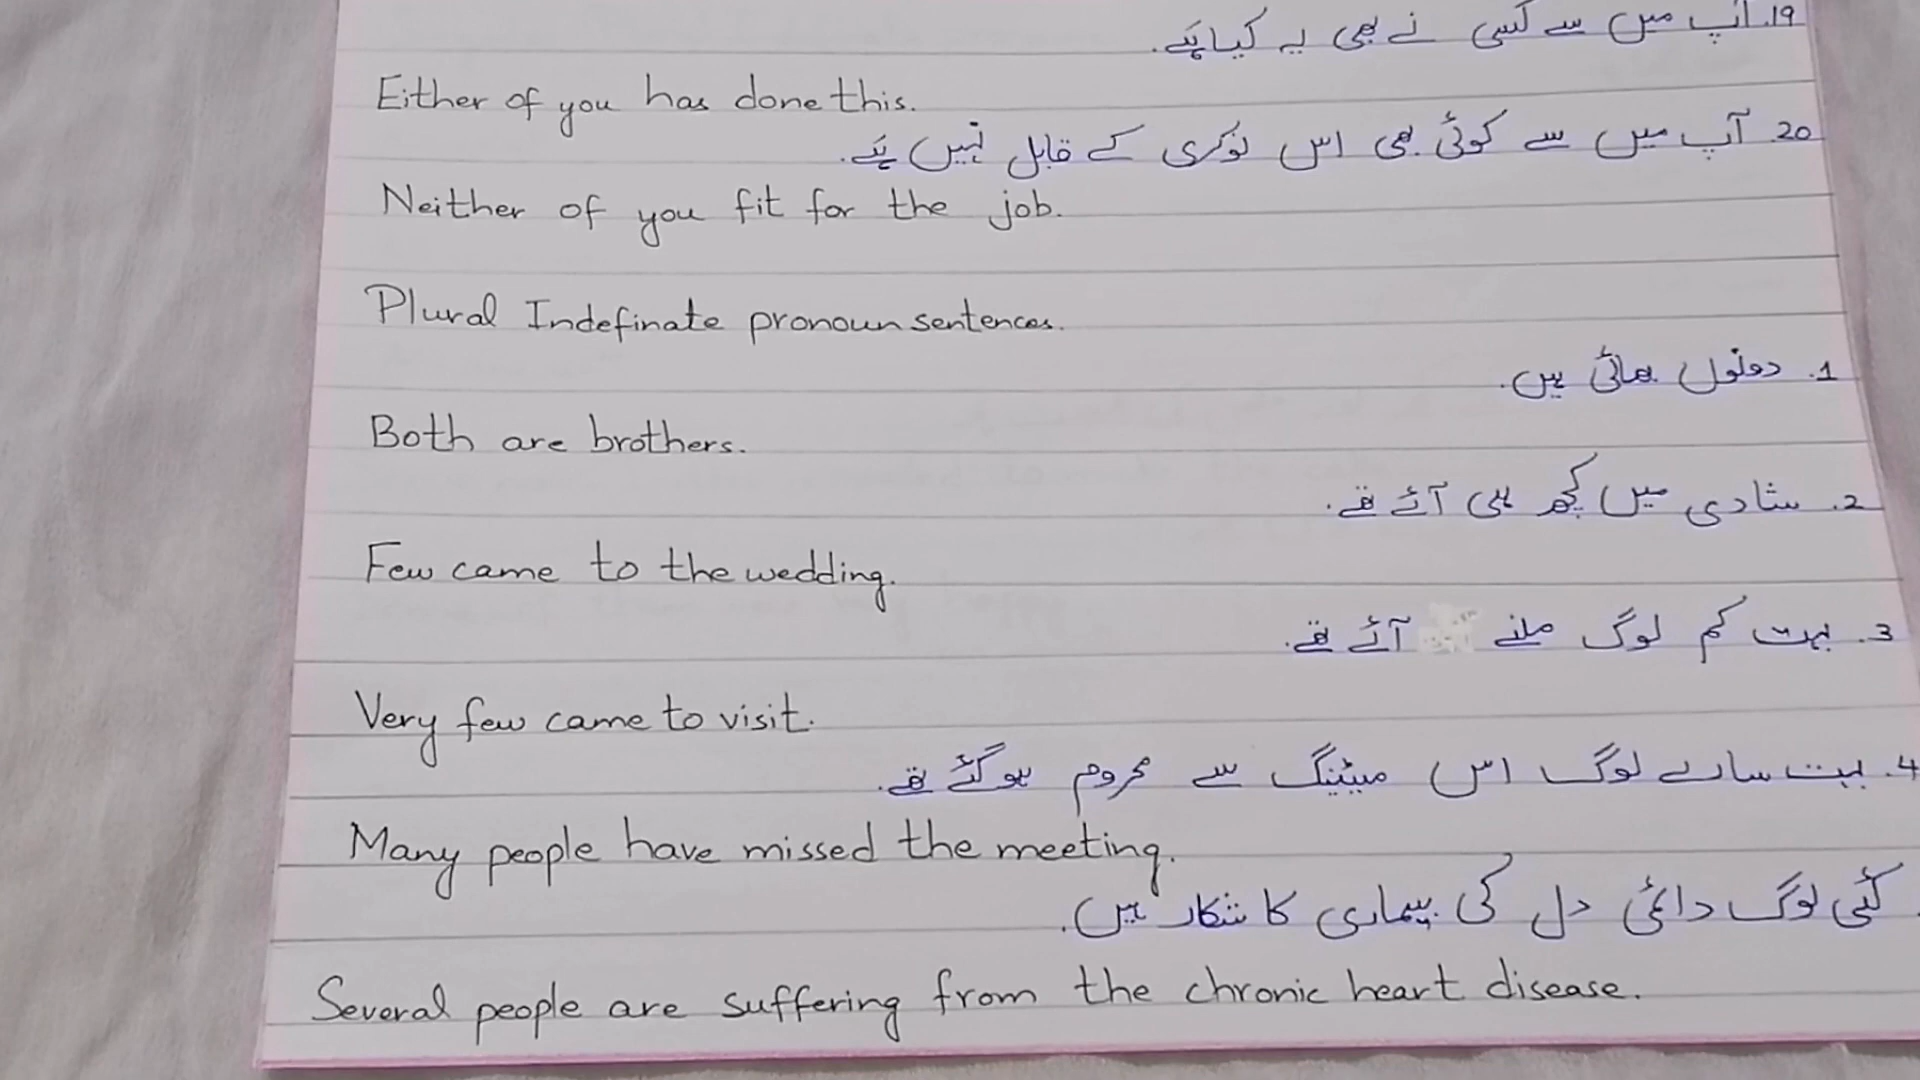 19. آپ میں سے کسی نے بھی یہ کیا ہے.
Either of you has done this.
20 آپ میں سے کوئی بھی اس نوکری کے قابل نہیں ہے.
Neither of you fit for the job.
Plural Indefinate pronoun sentences.
1. دونوں بھائی ہیں.
Both are brothers.
2. شادی میں کچھ ہی آئے تھے.
Few came to the wedding.
3. بہت کم لوگ ملنے آئے تھے.
Very few came to visit.
4. بہت سارے لوگ اس میٹینگ سے محروم ہوگئے تھے.
Many people have missed the meeting.
کئی لوگ دائمی دل کی بیماری کا شکار ہیں.
Several people are suffering from the chronic heart disease.